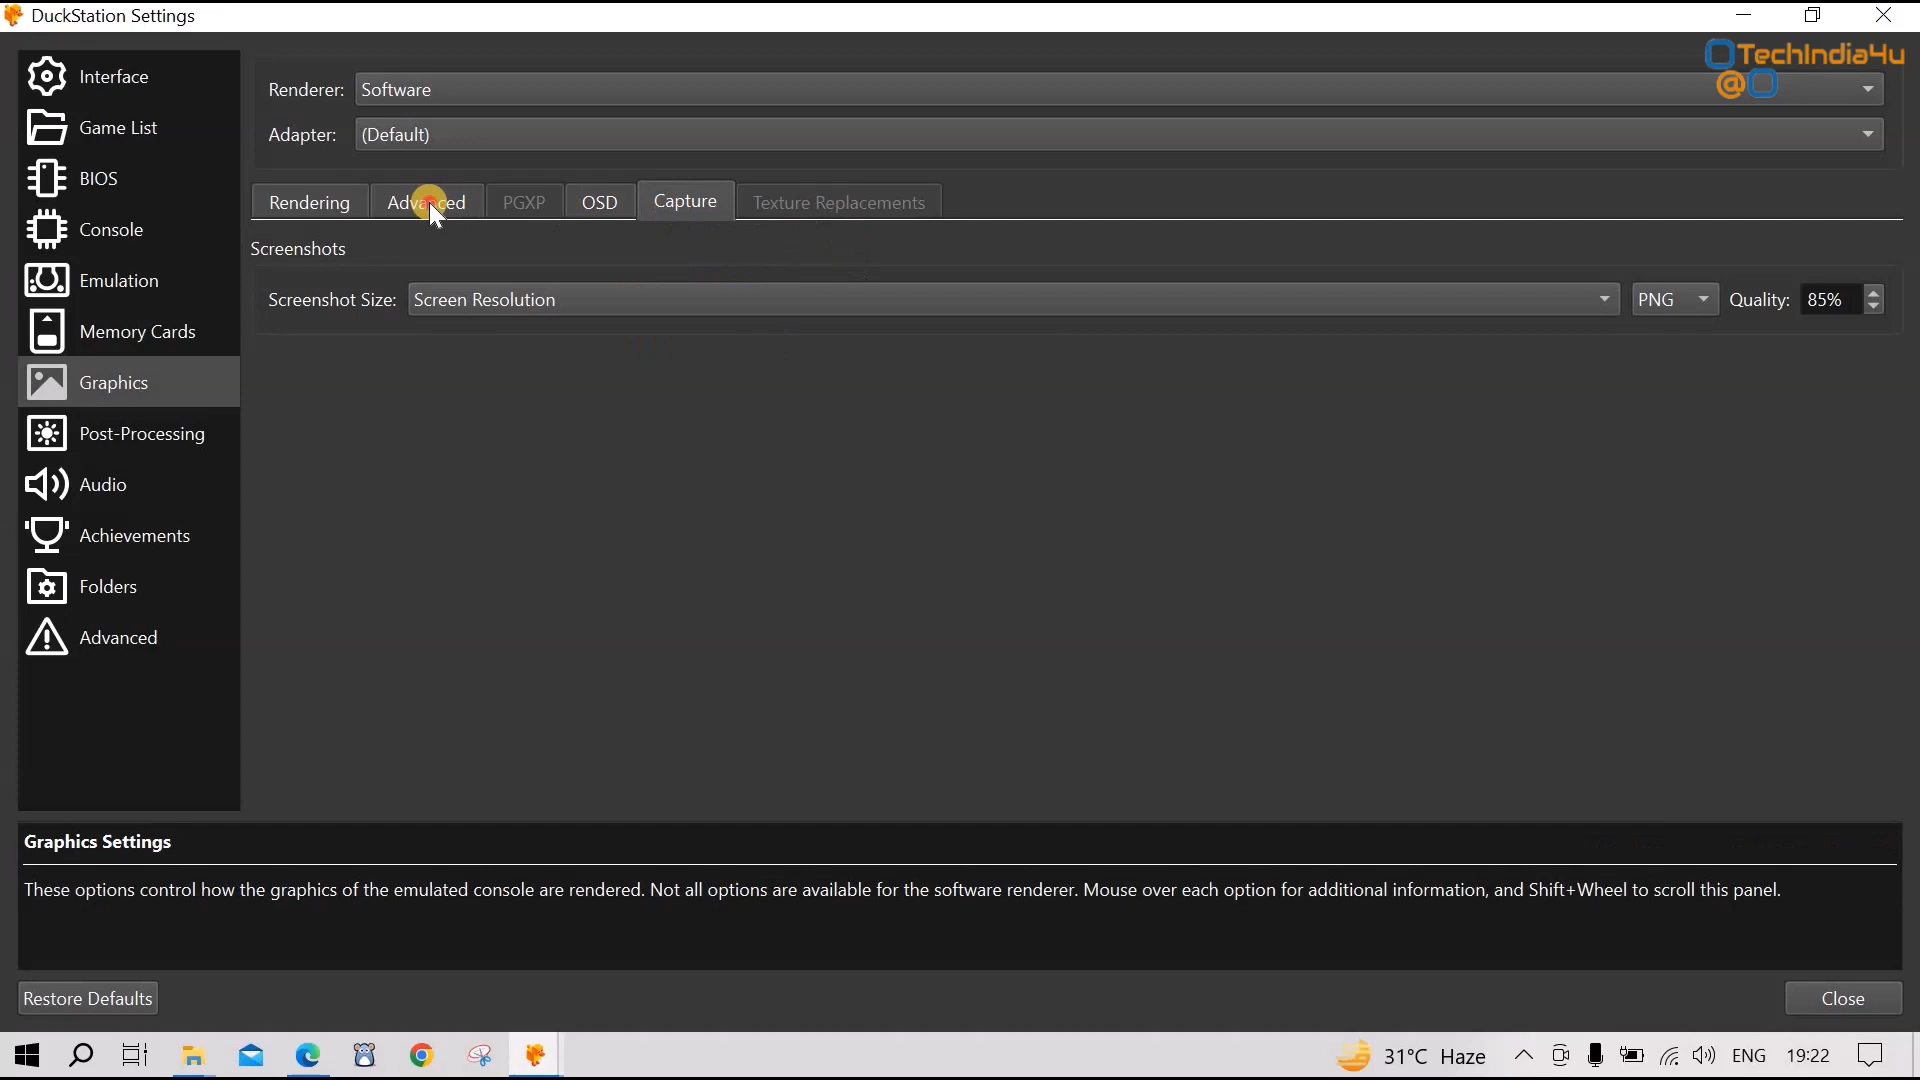 DuckStation Settings
TechIndia4u
@
Interface
Game List
BIOS
Console
Emulation
Memory Cards
Graphics
Post-Processing
Audio
Achievements
Folders
Advanced
Renderer: Software
Adapter: (Default)
Rendering Advanced PGXP OSD Capture Texture Replacements
Screenshots
Screenshot Size: Screen Resolution PNG Quality: 85%
Graphics Settings
These options control how the graphics of the emulated console are rendered. Not all options are available for the software renderer. Mouse over each option for additional information, and Shift+Wheel to scroll this panel.
Restore Defaults Close
31°C Haze ENG 19:22